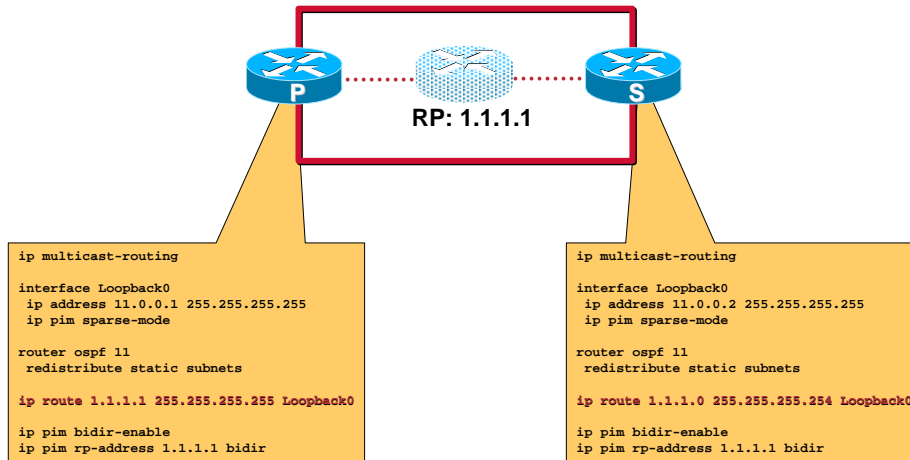 P
S
RP: 1.1.1.1
ip multicast-routing
interface Loopback0
ip address 11.0.0.1 255.255.255.255
ip pim sparse-mode
router ospf 11
redistribute static subnets
ip route 1.1.1.1 255.255.255.255 Loopback0
ip pim bidir-enable
ip pim rp-address 1.1.1.1 bidir
ip multicast-routing
interface Loopback0
ip address 11.0.0.2 255.255.255.255
ip pim sparse-mode
router ospf 11
redistribute static subnets
ip route 1.1.1.0 255.255.255.254 Loopback0
ip pim bidir-enable
ip pim rp-address 1.1.1.1 bidir